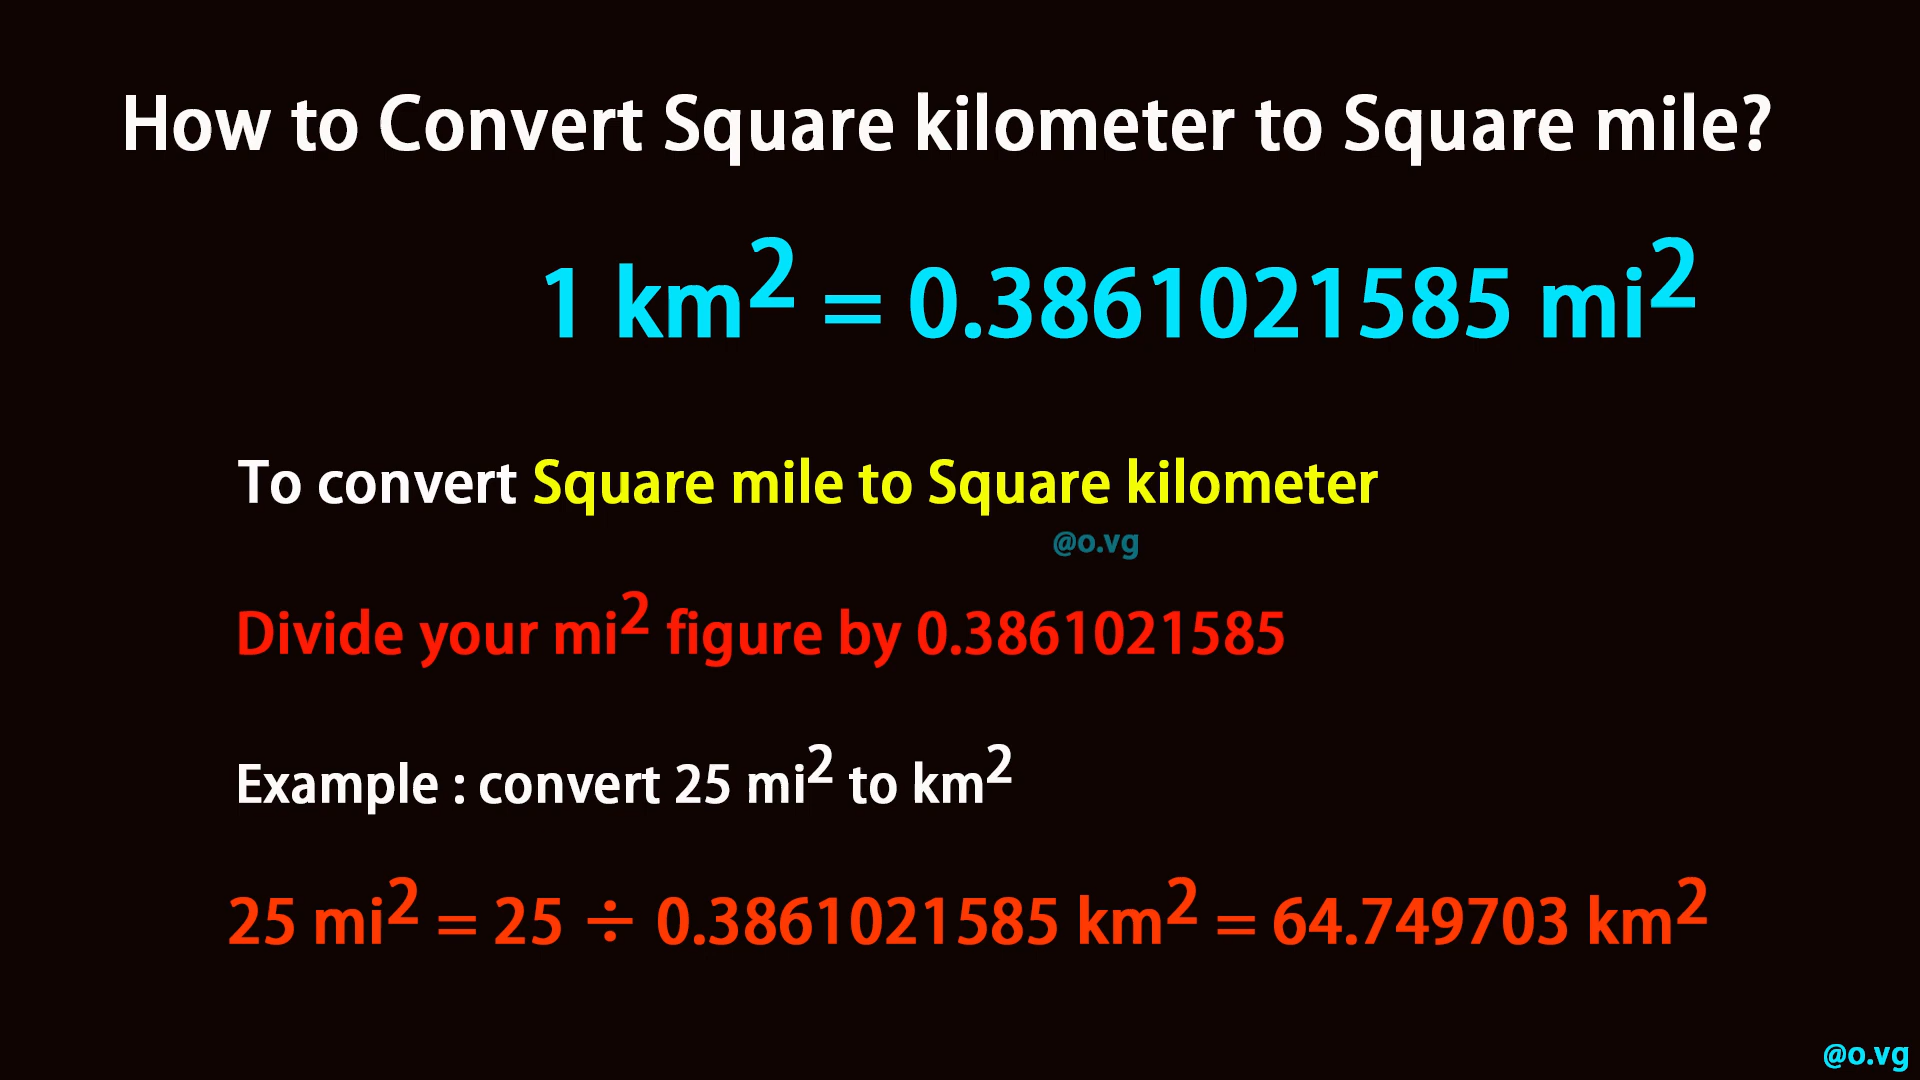 How to Convert Square kilometer to Square mile?
1 km² = 0.3861021585 mi²
To convert Square mile to Square kilometer
@o.vg
Divide your mi² figure by 0.3861021585
Example : convert 25 mi² to km²
25 mi² = 25 ÷ 0.3861021585 km² = 64.749703 km²
@o.vg